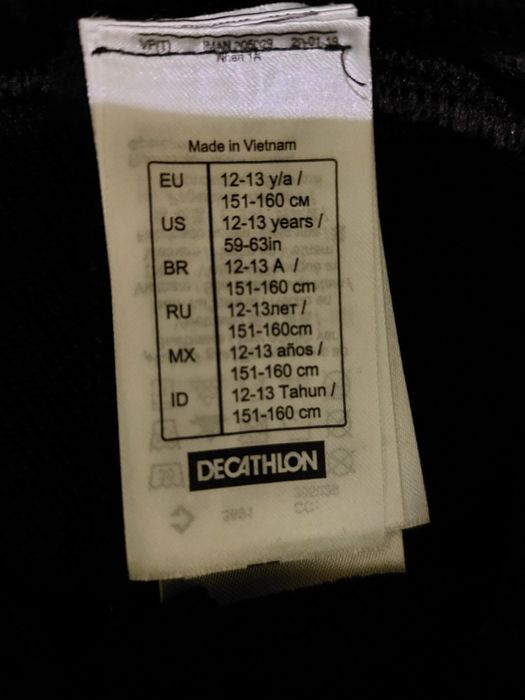 Made in Vietnam
EU 12-13 y/a /
151-160 см
US 12-13 years /
59-63in
BR 12-13 A /
151-160 cm
RU 12-13лет /
151-160cm
MX 12-13 años /
151-160 cm
ID 12-13 Tahun /
151-160 cm
DECATHLON